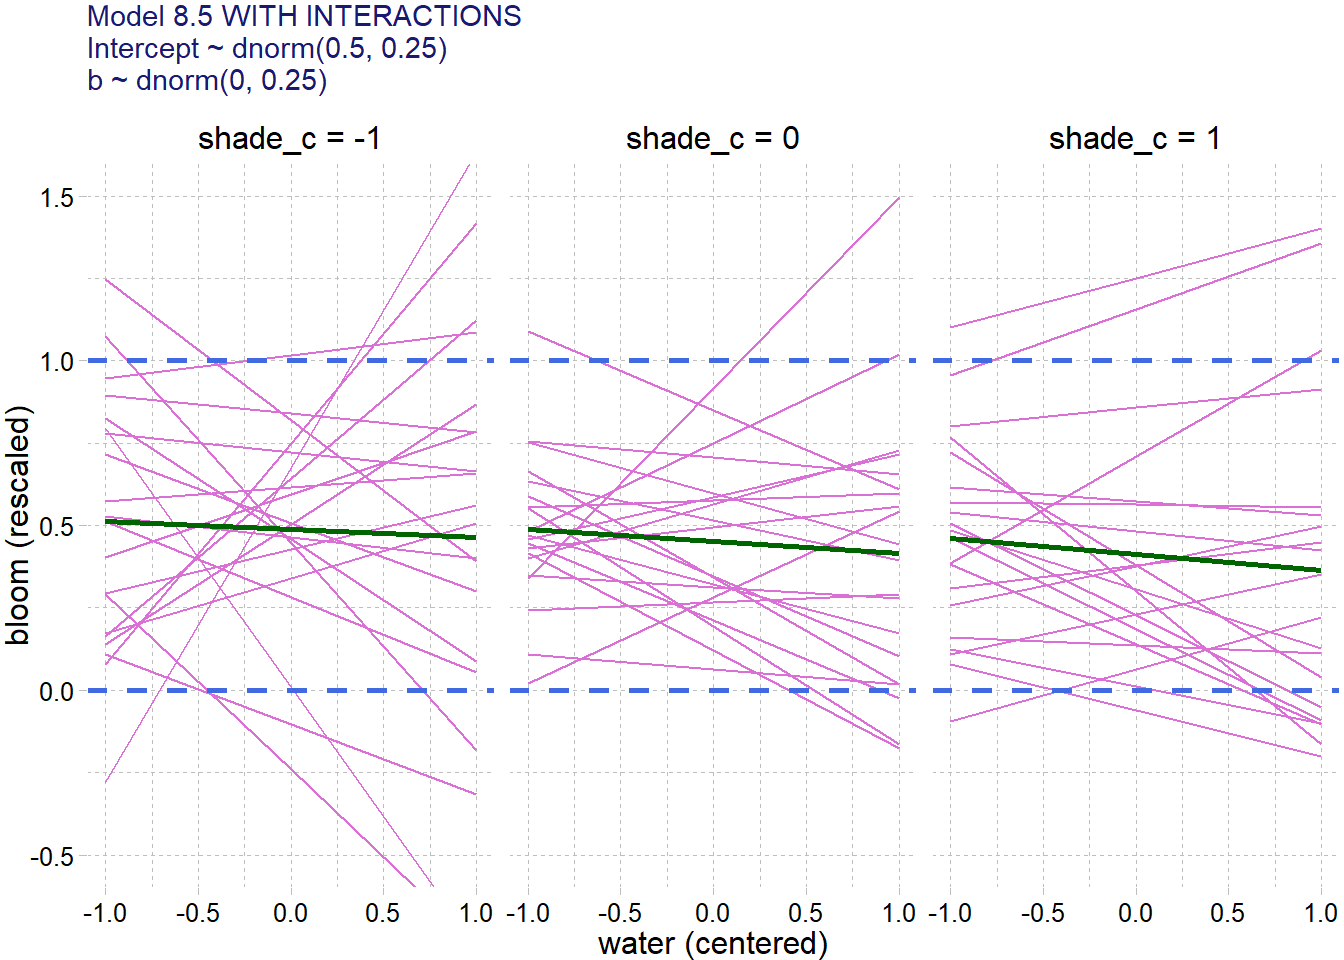 Model 8.5 WITH INTERACTIONS
Intercept ~ dnorm(0.5, 0.25)
b ~ dnorm(0, 0.25)
shade_c = -1 shade_c = 0 shade_c = 1
1.5
1.0
0.5
0.0
-0.5
bloom (rescaled)
-1.0 -0.5 0.0 0.5 1.0 -1.0 -0.5 0.0 0.5 1.0 -1.0 -0.5 0.0 0.5 1.0
water (centered)